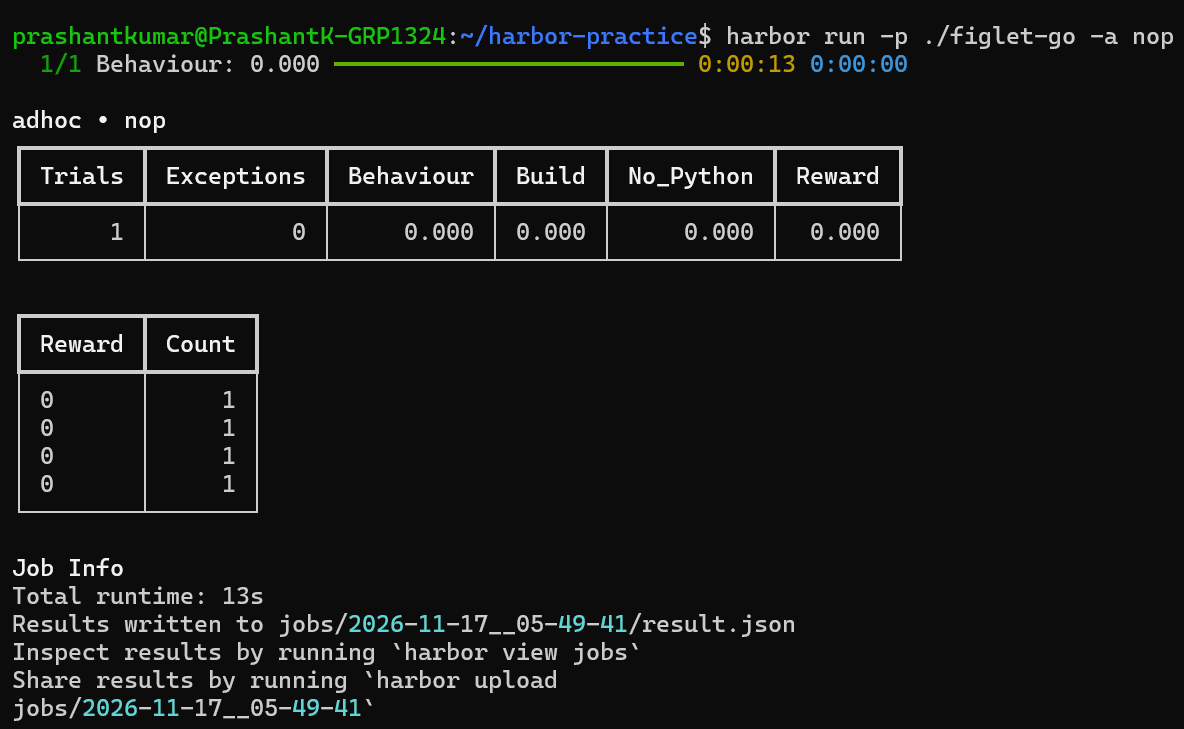 prashantkumar@PrashantK-GRP1324:~/harbor-practice$ harbor run -p ./figlet-go -a nop
1/1 Behaviour: 0.000 0:00:13 0:00:00
adhoc • nop
Trials Exceptions Behaviour Build No_Python Reward
1 0 0.000 0.000 0.000 0.000
Reward Count
0 1
0 1
0 1
0 1
Job Info
Total runtime: 13s
Results written to jobs/2026-11-17__05-49-41/result.json
Inspect results by running `harbor view jobs`
Share results by running `harbor upload
jobs/2026-11-17__05-49-41`